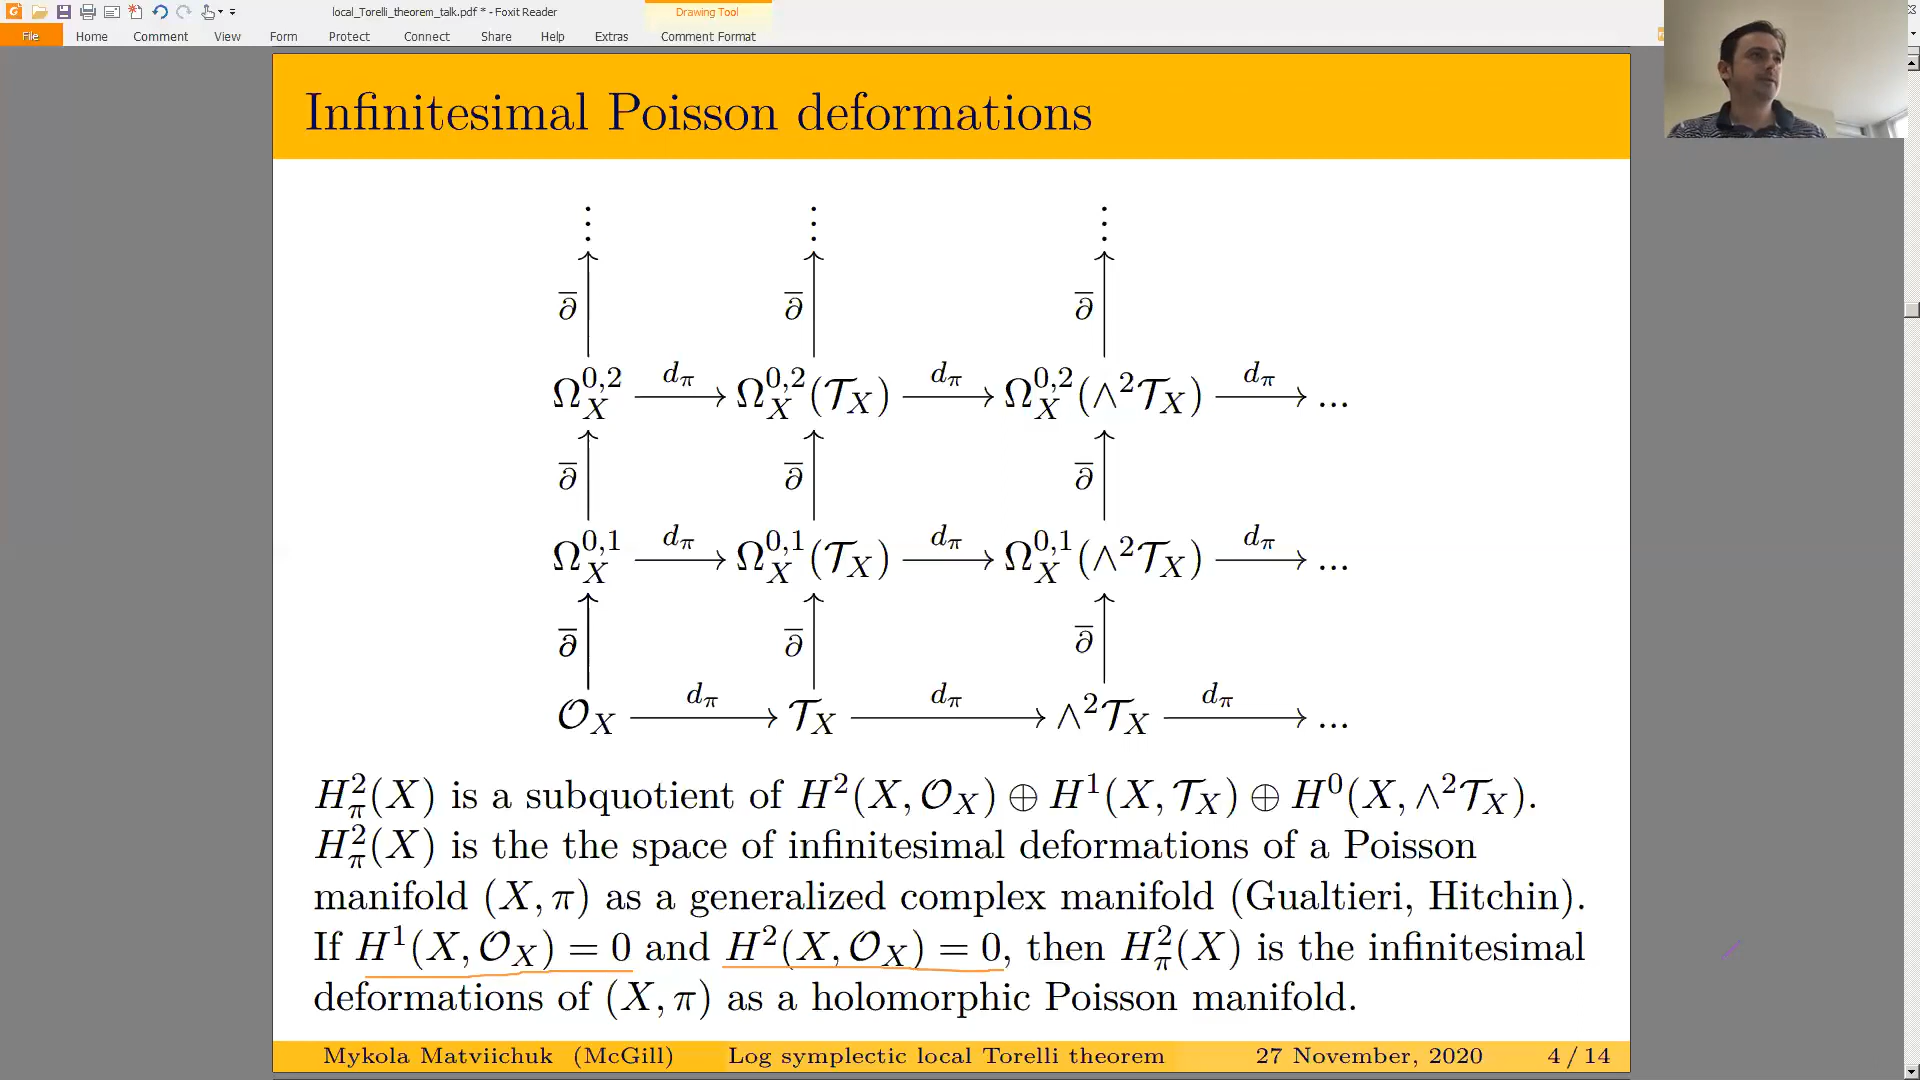 local_Torelli_theorem_talk.pdf * - Foxit Reader
Drawing Tool
File Home Comment View Form Protect Connect Share Help Extras Comment Format
Infinitesimal Poisson deformations
⋮ ⋮ ⋮
∂̅ ∂̅ ∂̅
Ω_X^{0,2} d_π Ω_X^{0,2}(𝒯_X) d_π Ω_X^{0,2}(∧²𝒯_X) d_π ...
∂̅ ∂̅ ∂̅
Ω_X^{0,1} d_π Ω_X^{0,1}(𝒯_X) d_π Ω_X^{0,1}(∧²𝒯_X) d_π ...
∂̅ ∂̅ ∂̅
𝒪_X d_π 𝒯_X d_π ∧²𝒯_X d_π ...
H_π^2(X) is a subquotient of H²(X, 𝒪_X) ⊕ H¹(X, 𝒯_X) ⊕ H⁰(X, ∧²𝒯_X).
H_π^2(X) is the the space of infinitesimal deformations of a Poisson
manifold (X, π) as a generalized complex manifold (Gualtieri, Hitchin).
If H¹(X, 𝒪_X) = 0 and H²(X, 𝒪_X) = 0, then H_π^2(X) is the infinitesimal
deformations of (X, π) as a holomorphic Poisson manifold.
Mykola Matviichuk (McGill) Log symplectic local Torelli theorem 27 November, 2020 4 / 14